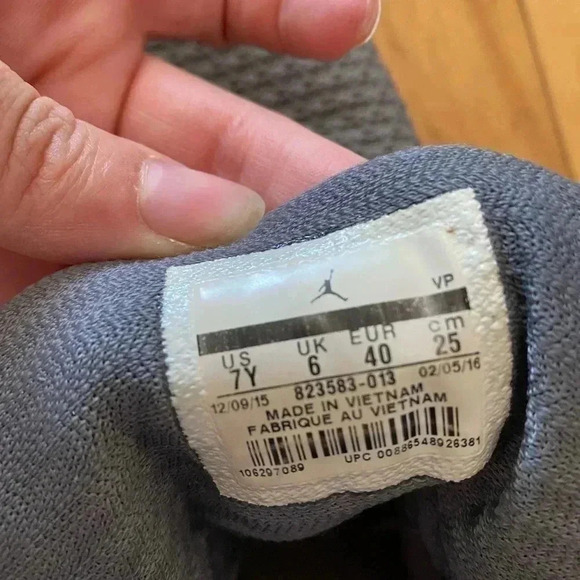 VP
US UK EUR cm
7Y 6 40 25
12/09/15 823583-013 02/05/16
MADE IN VIETNAM
FABRIQUE AU VIETNAM
106297089 UPC 00886548926381